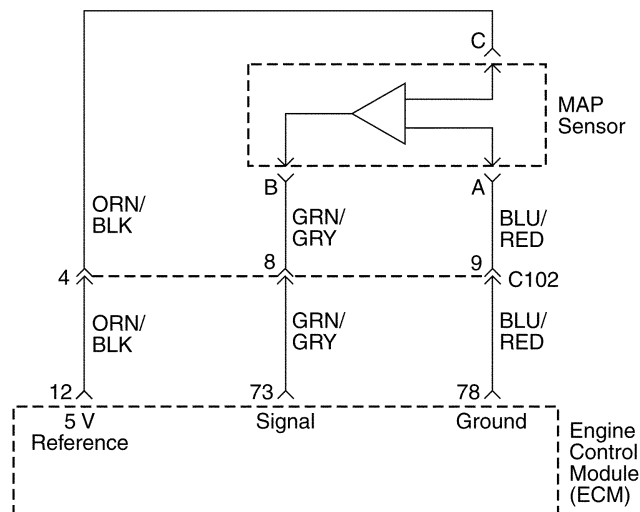 C
MAP
Sensor
B
A
ORN/
BLK
GRN/
GRY
BLU/
RED
4
8
9
C102
ORN/
BLK
GRN/
GRY
BLU/
RED
12
73
78
5 V
Reference
Signal
Ground
Engine
Control
Module
(ECM)